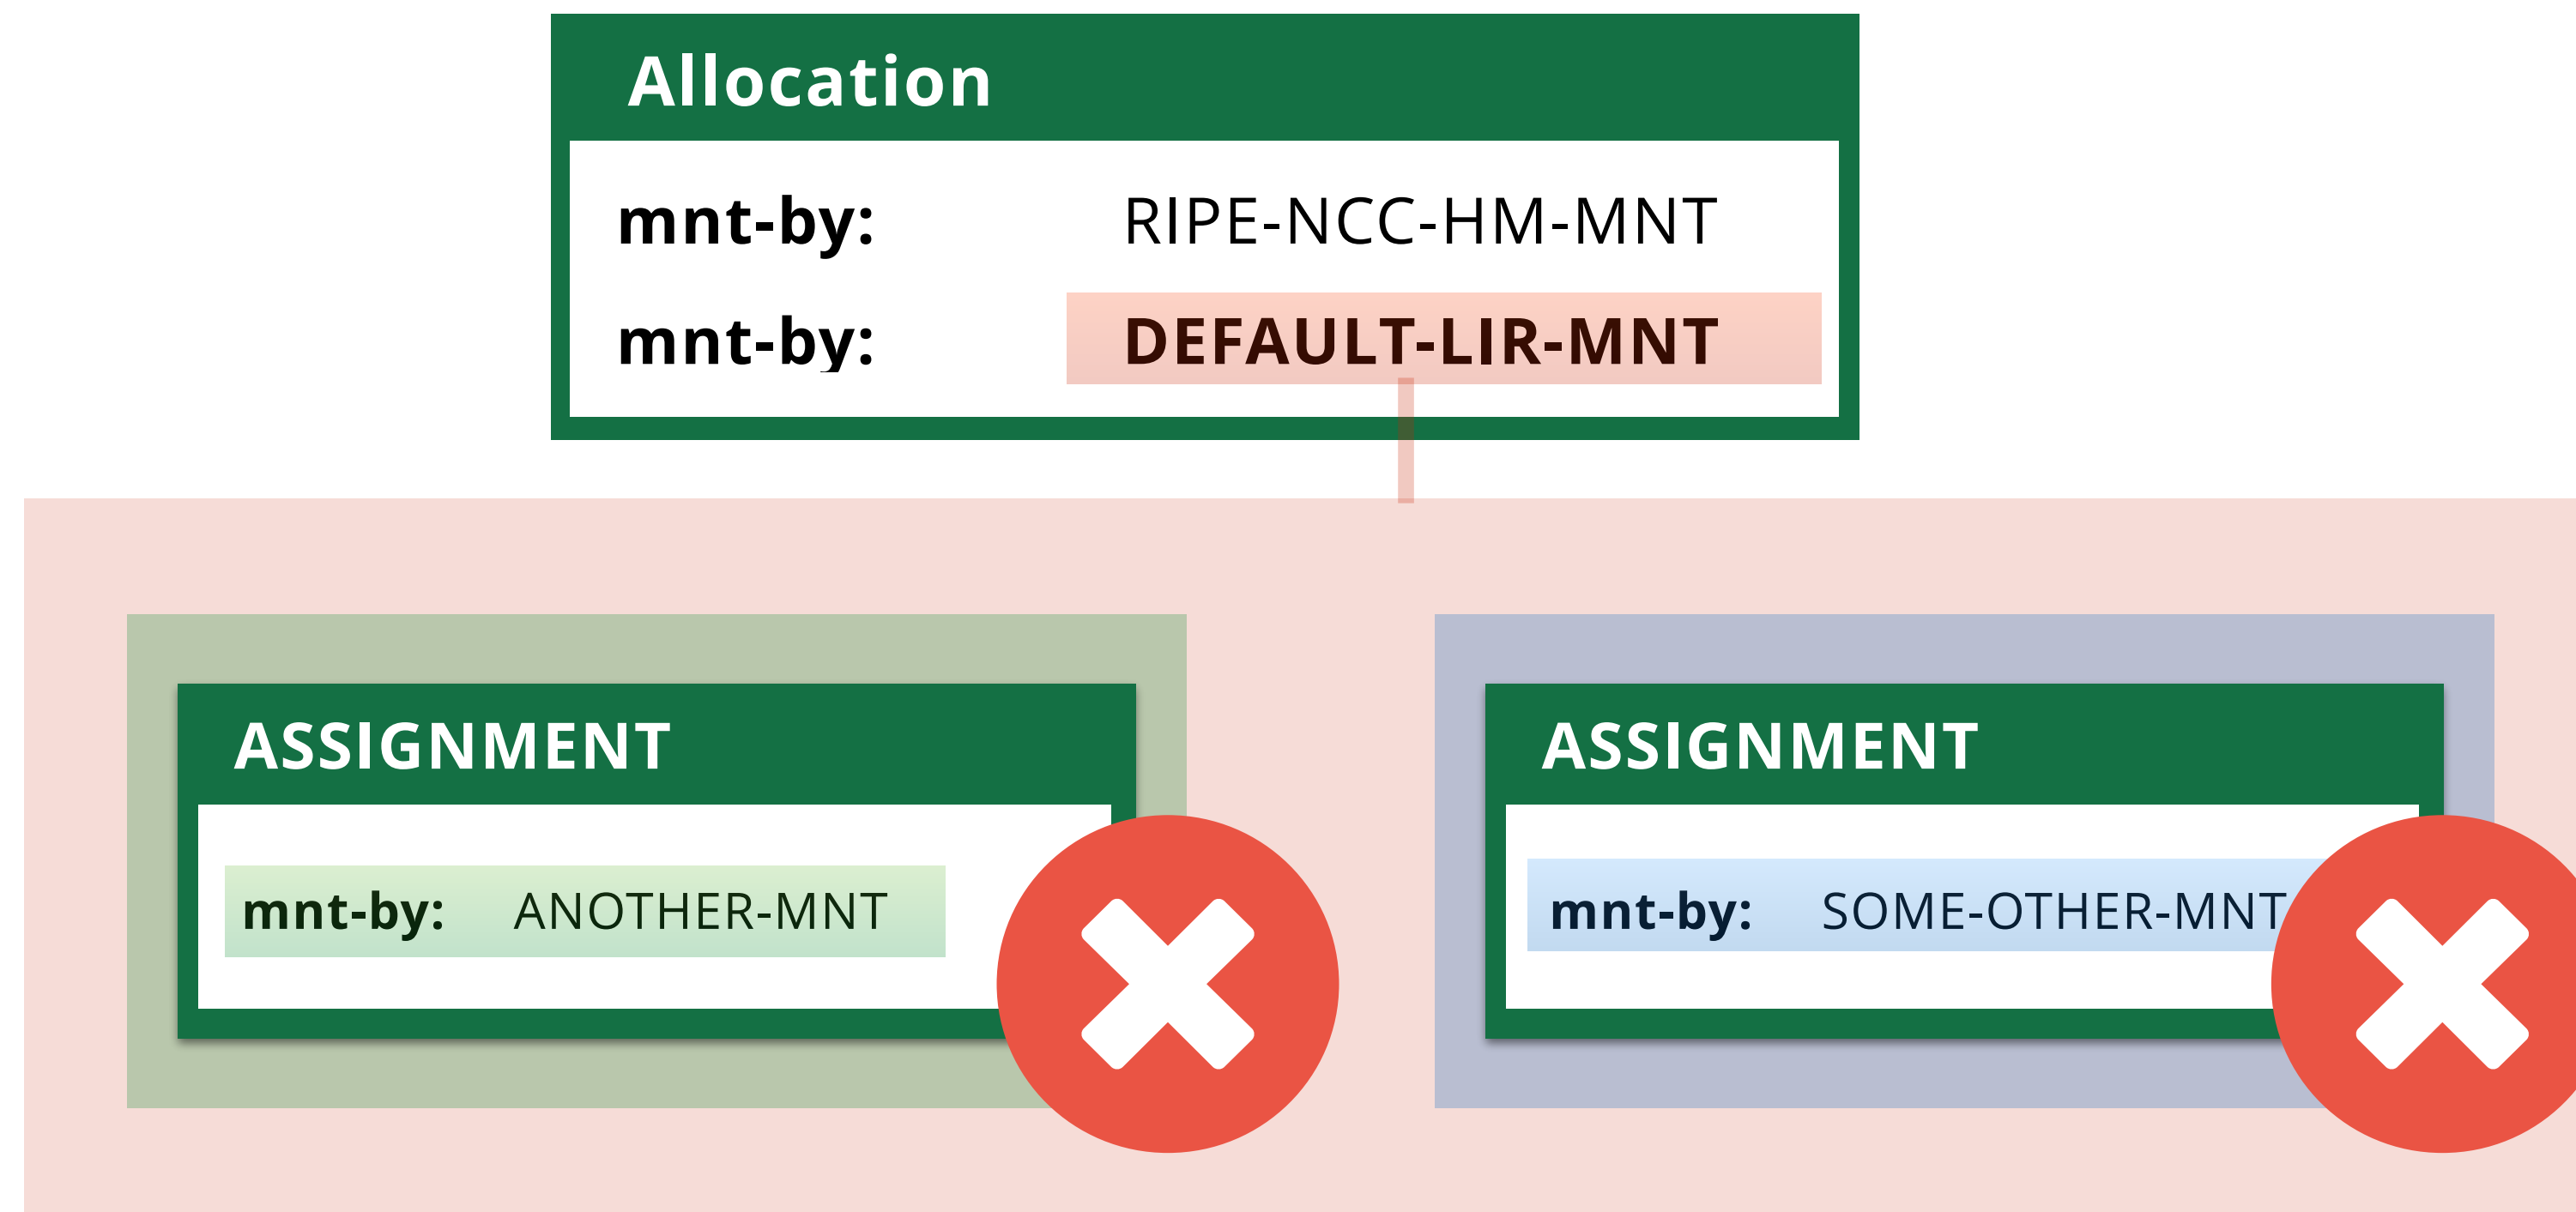 Allocation
mnt-by: RIPE-NCC-HM-MNT
mnt-by: DEFAULT-LIR-MNT
ASSIGNMENT
mnt-by: ANOTHER-MNT
ASSIGNMENT
mnt-by: SOME-OTHER-MNT